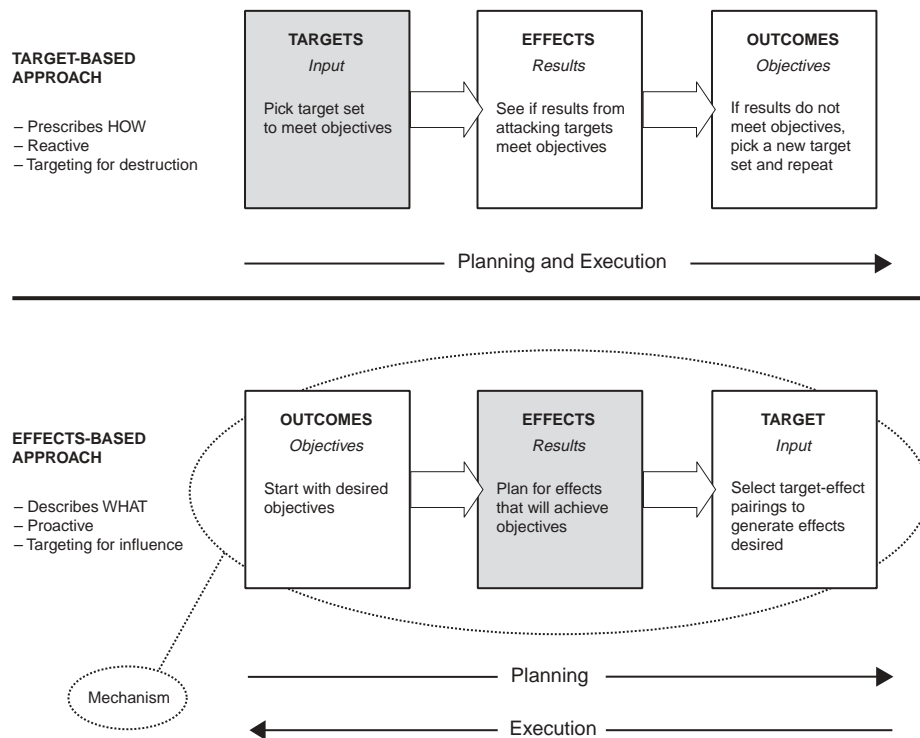 TARGET-BASED
APPROACH
– Prescribes HOW
– Reactive
– Targeting for destruction
TARGETS
Input
Pick target set
to meet objectives
EFFECTS
Results
See if results from
attacking targets
meet objectives
OUTCOMES
Objectives
If results do not
meet objectives,
pick a new target
set and repeat
Planning and Execution
EFFECTS-BASED
APPROACH
– Describes WHAT
– Proactive
– Targeting for influence
OUTCOMES
Objectives
Start with desired
objectives
EFFECTS
Results
Plan for effects
that will achieve
objectives
TARGET
Input
Select target-effect
pairings to
generate effects
desired
Mechanism
Planning
Execution